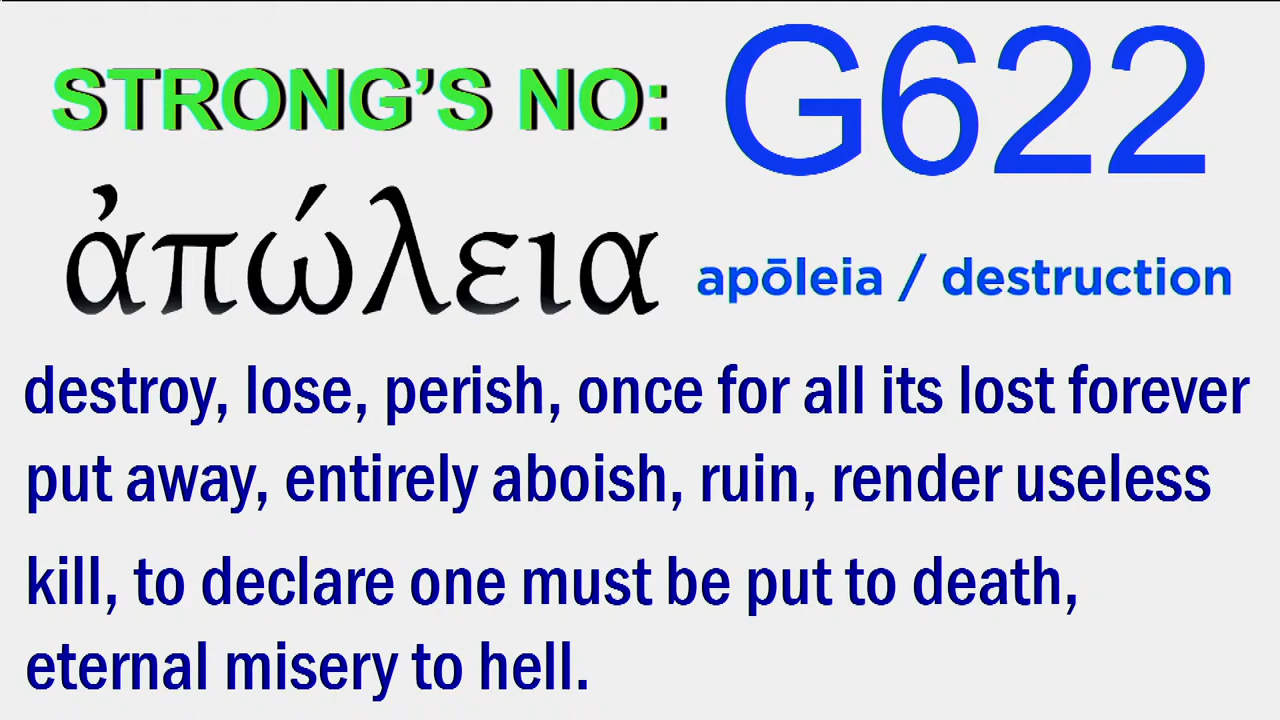 STRONG’S NO: G622
ἀπώλεια apōleia / destruction
destroy, lose, perish, once for all its lost forever
put away, entirely aboish, ruin, render useless
kill, to declare one must be put to death,
eternal misery to hell.